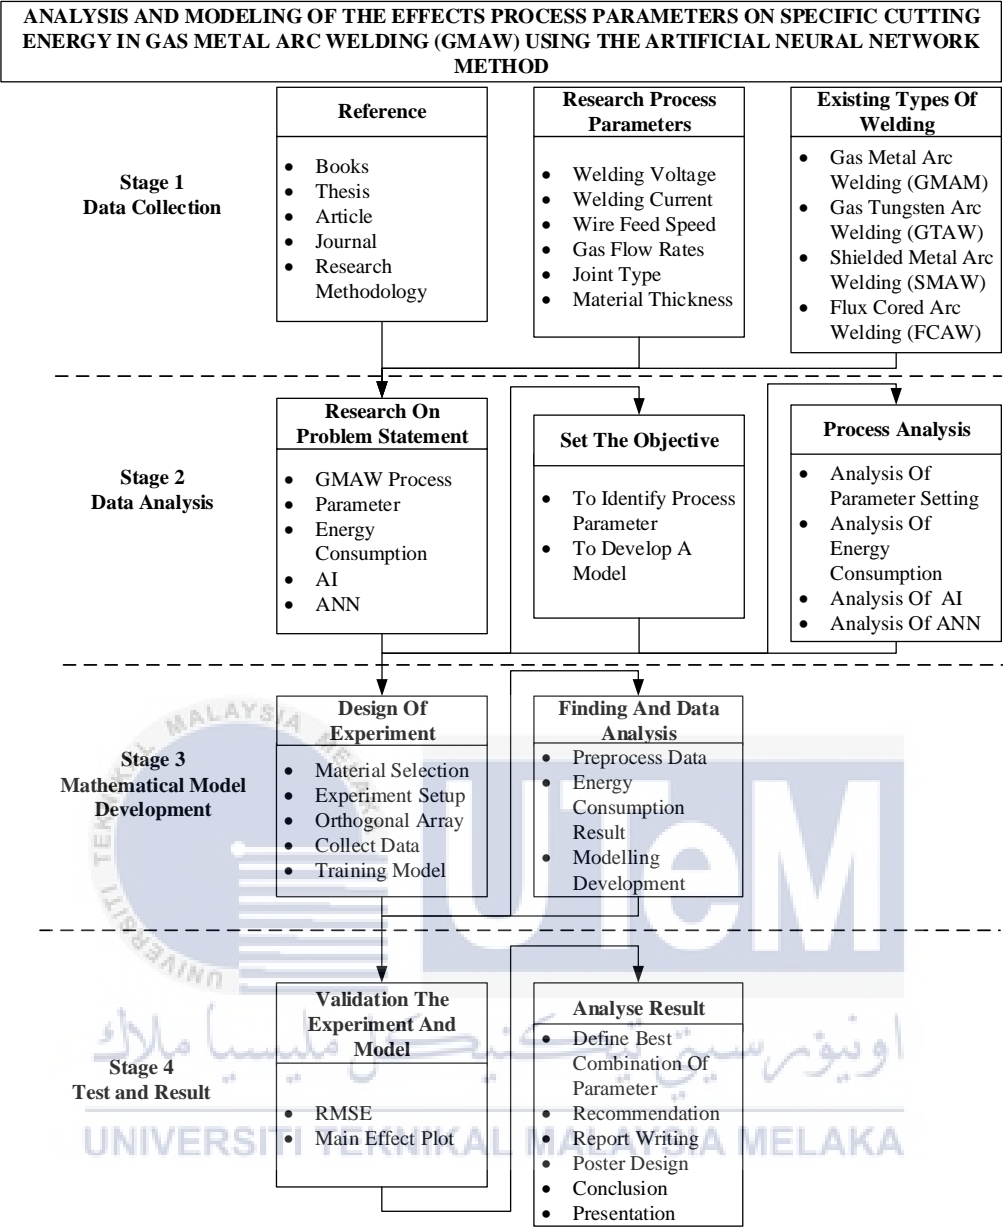 ANALYSIS AND MODELING OF THE EFFECTS PROCESS PARAMETERS ON SPECIFIC CUTTING
ENERGY IN GAS METAL ARC WELDING (GMAW) USING THE ARTIFICIAL NEURAL NETWORK
METHOD
Stage 1
Data Collection
Reference
• Books
• Thesis
• Article
• Journal
• Research
Methodology
Research Process
Parameters
• Welding Voltage
• Welding Current
• Wire Feed Speed
• Gas Flow Rates
• Joint Type
• Material Thickness
Existing Types Of
Welding
• Gas Metal Arc
Welding (GMAM)
• Gas Tungsten Arc
Welding (GTAW)
• Shielded Metal Arc
Welding (SMAW)
• Flux Cored Arc
Welding (FCAW)
Stage 2
Data Analysis
Research On
Problem Statement
• GMAW Process
• Parameter
• Energy
Consumption
• AI
• ANN
Set The Objective
• To Identify Process
Parameter
• To Develop A
Model
Process Analysis
• Analysis Of
Parameter Setting
• Analysis Of
Energy
Consumption
• Analysis Of AI
• Analysis Of ANN
Stage 3
Mathematical Model
Development
Design Of
Experiment
• Material Selection
• Experiment Setup
• Orthogonal Array
• Collect Data
• Training Model
Finding And Data
Analysis
• Preprocess Data
• Energy
Consumption
Result
• Modelling
Development
Stage 4
Test and Result
Validation The
Experiment And
Model
• RMSE
• Main Effect Plot
Analyse Result
• Define Best
Combination Of
Parameter
• Recommendation
• Report Writing
• Poster Design
• Conclusion
• Presentation
UNIVERSITI TEKNIKAL MALAYSIA MELAKA
UTeM
اونيۏرسيتي تيكنيكل مليسيا ملاك
UNIVERSITI TEKNIKAL MALAYSIA MELAKA